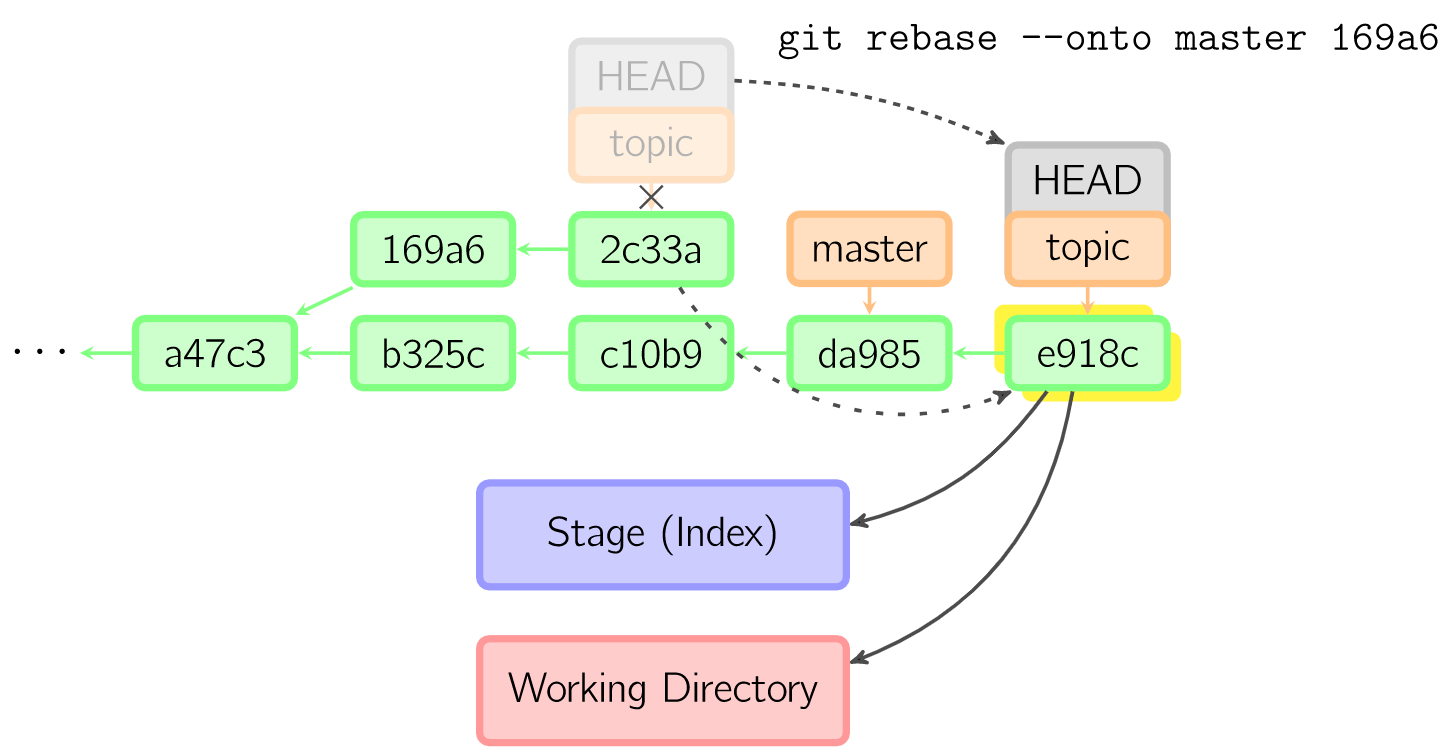 git rebase --onto master 169a6
HEAD
topic
HEAD
topic
169a6
2c33a
master
...
a47c3
b325c
c10b9
da985
e918c
Stage (Index)
Working Directory